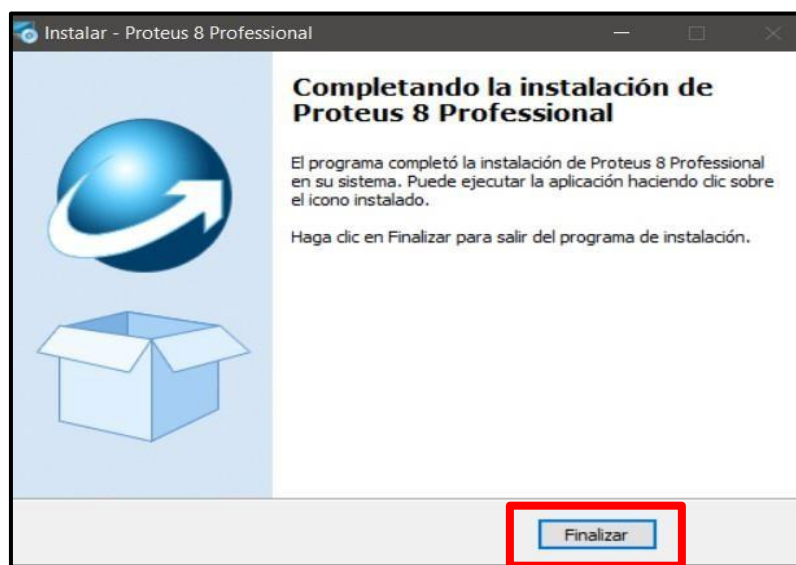 Instalar - Proteus 8 Professional
Completando la instalación de
Proteus 8 Professional
El programa completó la instalación de Proteus 8 Professional
en su sistema. Puede ejecutar la aplicación haciendo clic sobre
el icono instalado.
Haga clic en Finalizar para salir del programa de instalación.
Finalizar